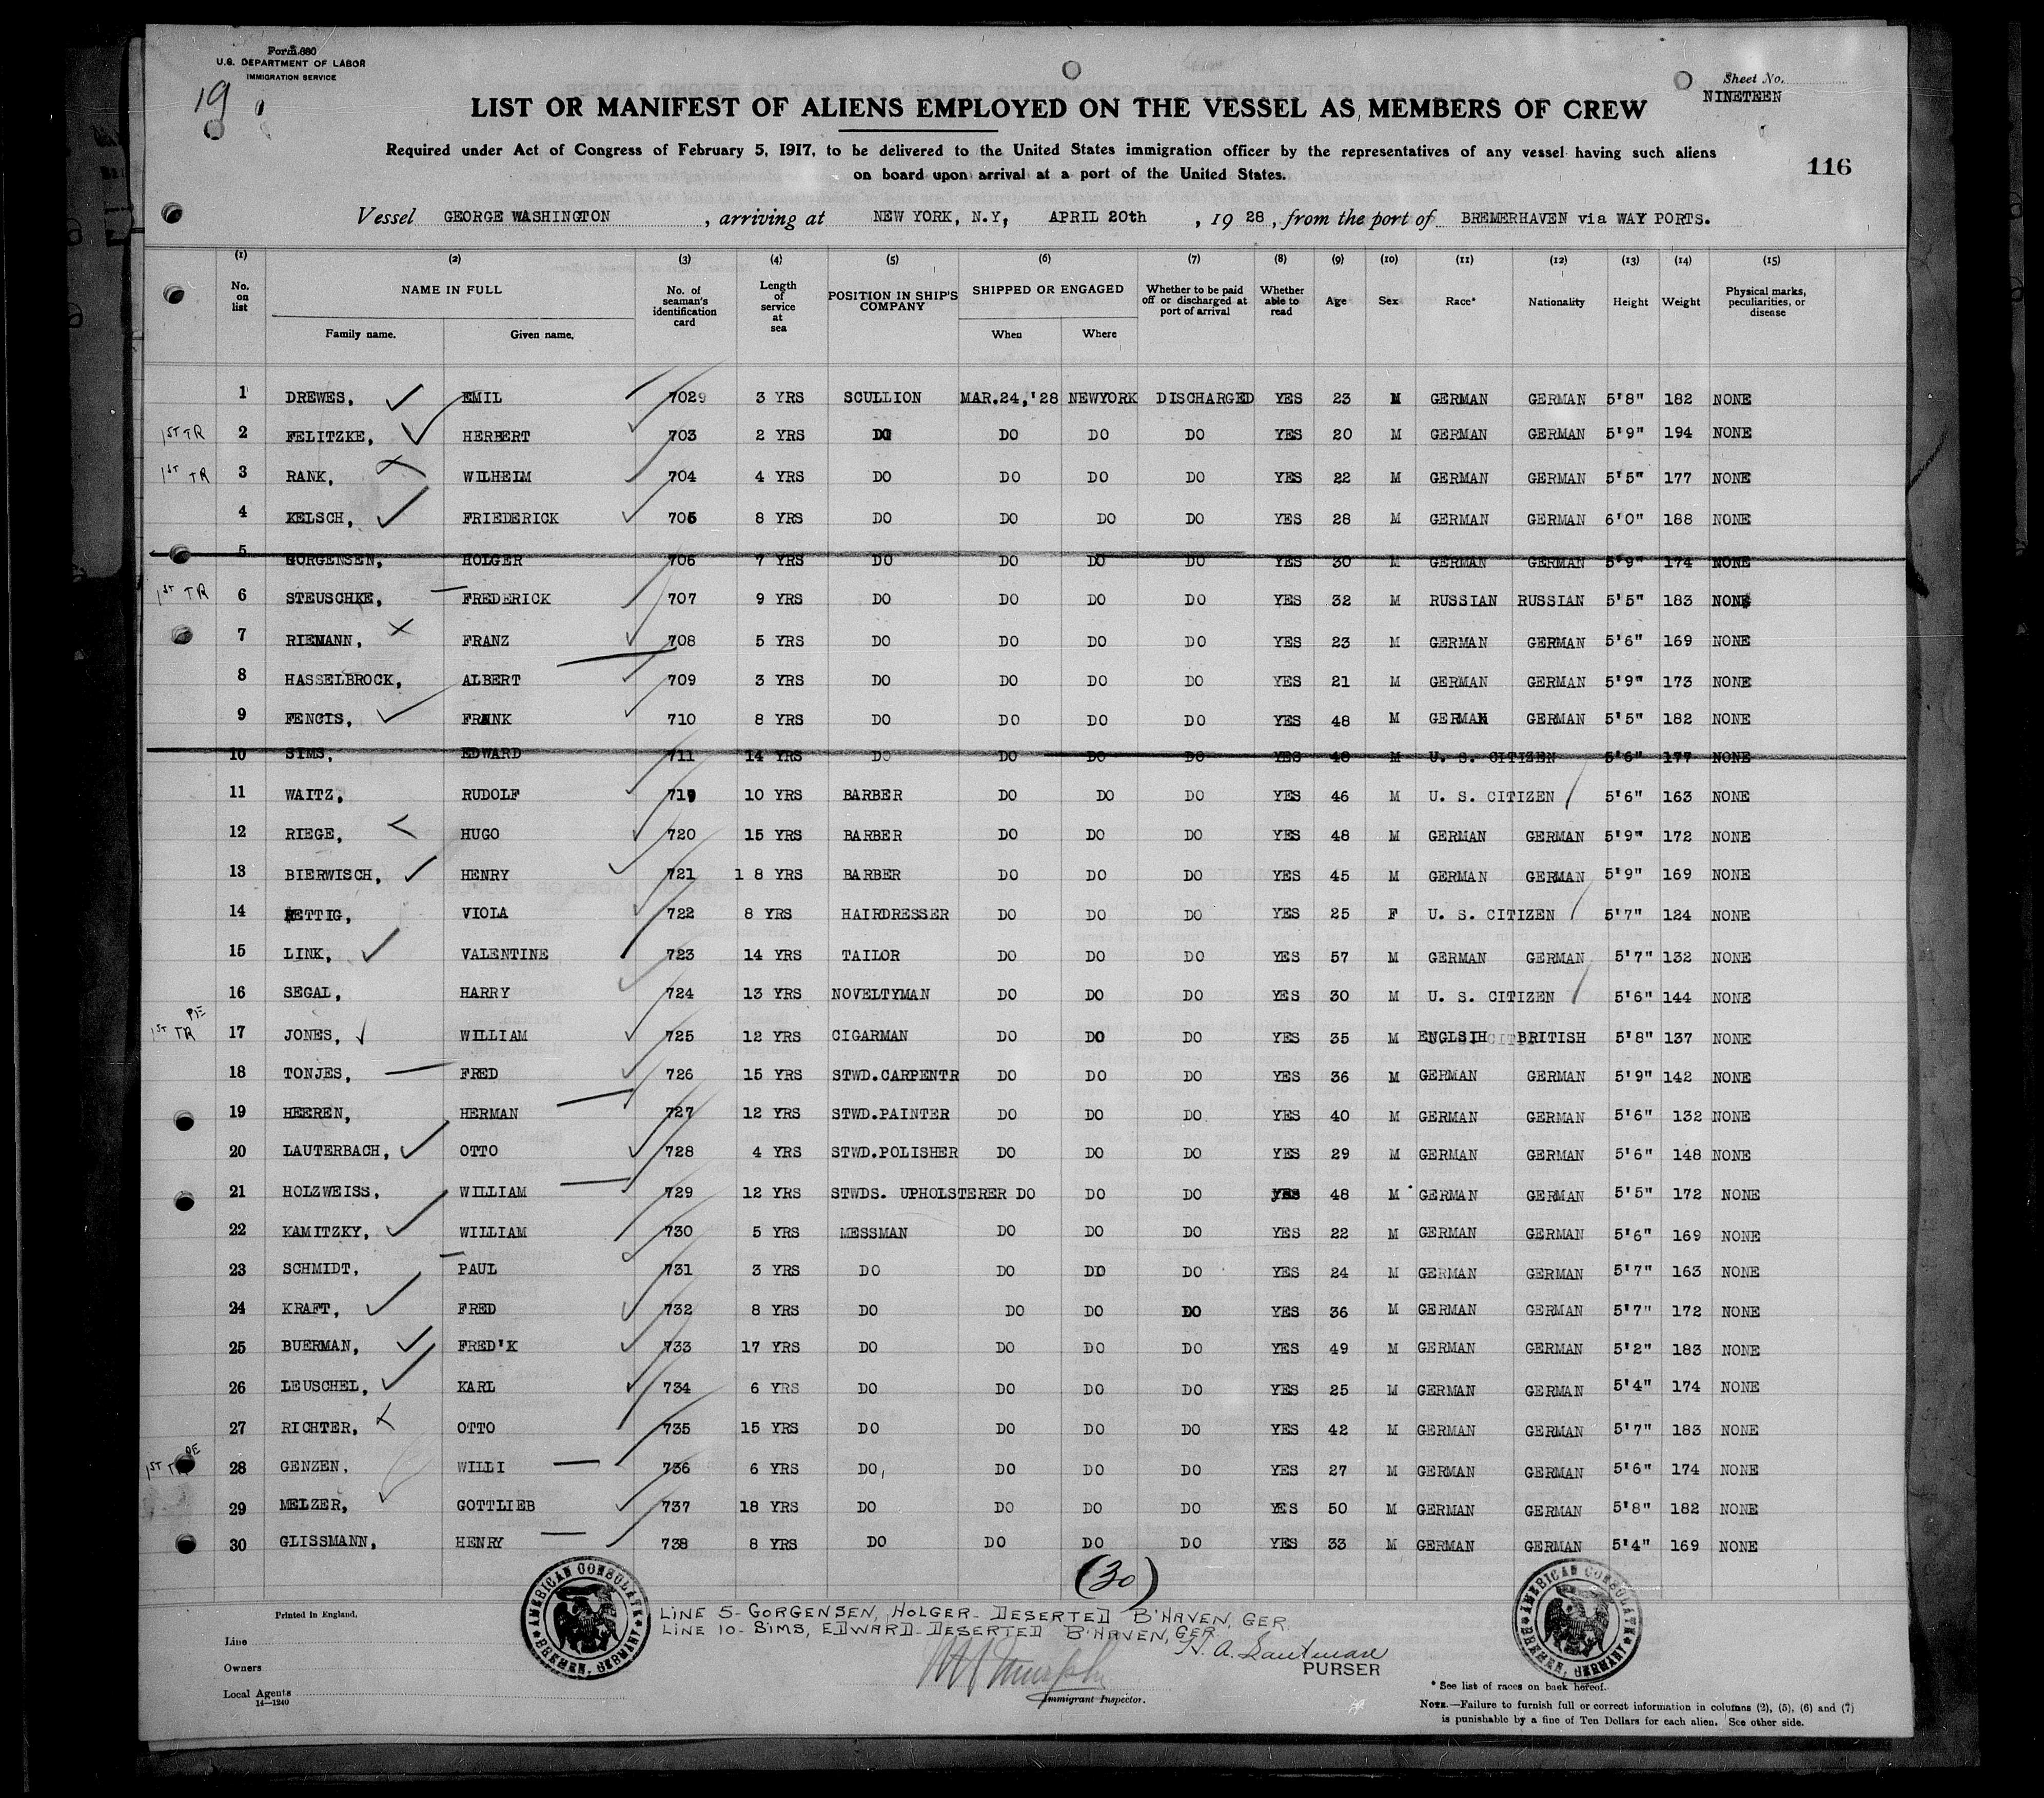 Form 680
U.S. DEPARTMENT OF LABOR
IMMIGRATION SERVICE
19
Sheet No.
NINETEEN
LIST OR MANIFEST OF ALIENS EMPLOYED ON THE VESSEL AS MEMBERS OF CREW
Required under Act of Congress of February 5, 1917, to be delivered to the United States immigration officer by the representatives of any vessel having such aliens
on board upon arrival at a port of the United States.
116
Vessel GEORGE WASHINGTON, arriving at NEW YORK, N.Y, APRIL 20th, 19 28, from the port of BREMERHAVEN via WAY PORTS.
(1) (2) (3) (4) (5) (6) (7) (8) (9) (10) (11) (12) (13) (14) (15)
No. on list NAME IN FULL Family name. Given name. No. of seaman's identification card Length of service at sea POSITION IN SHIP'S COMPANY SHIPPED OR ENGAGED When Where Whether to be paid off or discharged at port of arrival Whether able to read Age Sex Race* Nationality Height Weight Physical marks, peculiarities, or disease
1 DREWES, EMIL 7029 3 YRS SCULLION MAR.24,'28 NEWYORK DISCHARGED YES 23 M GERMAN GERMAN 5'8" 182 NONE
1ST TR 2 FELITZKE, HERBERT 703 2 YRS DO DO DO DO YES 20 M GERMAN GERMAN 5'9" 194 NONE
1ST TR 3 RANK, WILHELM 704 4 YRS DO DO DO DO YES 22 M GERMAN GERMAN 5'5" 177 NONE
4 KELSCH, FRIEDERICK 705 8 YRS DO DO DO DO YES 28 M GERMAN GERMAN 6'0" 188 NONE
5 GORGENSEN, HOLGER 706 7 YRS DO DO DO DO YES 30 M GERMAN GERMAN 5'9" 174 NONE
1ST TR 6 STEUSCHKE, FREDERICK 707 9 YRS DO DO DO DO YES 32 M RUSSIAN RUSSIAN 5'5" 183 NONE
7 RIEMANN, FRANZ 708 5 YRS DO DO DO DO YES 23 M GERMAN GERMAN 5'6" 169 NONE
8 HASSELBROCK, ALBERT 709 3 YRS DO DO DO DO YES 21 M GERMAN GERMAN 5'9" 173 NONE
9 FENCIS, FRANK 710 8 YRS DO DO DO DO YES 48 M GERMAN GERMAN 5'5" 182 NONE
10 SIMS, EDWARD 711 14 YRS DO DO DO DO YES 48 M U. S. CITIZEN 5'6" 177 NONE
11 WAITZ, RUDOLF 719 10 YRS BARBER DO DO DO YES 46 M U. S. CITIZEN 5'6" 163 NONE
12 RIEGE, HUGO 720 15 YRS BARBER DO DO DO YES 48 M GERMAN GERMAN 5'9" 172 NONE
13 BIERWISCH, HENRY 721 1 8 YRS BARBER DO DO DO YES 45 M GERMAN GERMAN 5'9" 169 NONE
14 RETTIG, VIOLA 722 8 YRS HAIRDRESSER DO DO DO YES 25 F U. S. CITIZEN 5'7" 124 NONE
15 LINK, VALENTINE 723 14 YRS TAILOR DO DO DO YES 57 M GERMAN GERMAN 5'7" 132 NONE
16 SEGAL, HARRY 724 13 YRS NOVELTYMAN DO DO DO YES 30 M U. S. CITIZEN 5'6" 144 NONE
1ST TR 17 JONES, WILLIAM 725 12 YRS CIGARMAN DO DO DO YES 35 M ENGLSIH BRITISH 5'8" 137 NONE
18 TONJES, FRED 726 15 YRS STWD.CARPENTR DO DO DO YES 36 M GERMAN GERMAN 5'9" 142 NONE
19 HEEREN, HERMAN 727 12 YRS STWD.PAINTER DO DO DO YES 40 M GERMAN GERMAN 5'6" 132 NONE
20 LAUTERBACH, OTTO 728 4 YRS STWD.POLISHER DO DO DO YES 29 M GERMAN GERMAN 5'6" 148 NONE
21 HOLZWEISS, WILLIAM 729 12 YRS STWDS. UPHOLSTERER DO DO DO yes 48 M GERMAN GERMAN 5'5" 172 NONE
22 KAMITZKY, WILLIAM 730 5 YRS MESSMAN DO DO DO YES 22 M GERMAN GERMAN 5'6" 169 NONE
23 SCHMIDT, PAUL 731 3 YRS DO DO DO DO YES 24 M GERMAN GERMAN 5'7" 163 NONE
24 KRAFT, FRED 732 8 YRS DO DO DO DO YES 36 M GERMAN GERMAN 5'7" 172 NONE
25 BUERMAN, FRED'K 733 17 YRS DO DO DO DO YES 49 M GERMAN GERMAN 5'2" 183 NONE
26 LEUSCHEL, KARL 734 6 YRS DO DO DO DO YES 25 M GERMAN GERMAN 5'4" 174 NONE
27 RICHTER, OTTO 735 15 YRS DO DO DO DO YES 42 M GERMAN GERMAN 5'7" 183 NONE
1ST 28 GENZEN, WILLI 736 6 YRS DO, DO DO DO YES 27 M GERMAN GERMAN 5'6" 174 NONE
29 MELZER, GOTTLIEB 737 18 YRS DO DO DO DO YES 50 M GERMAN GERMAN 5'8" 182 NONE
30 GLISSMANN, HENRY 738 8 YRS DO DO DO DO YES 33 M GERMAN GERMAN 5'4" 169 NONE
(30)
AMERICAN CONSULATE BREMEN, GERMANY
AMERICAN CONSULATE BREMEN, GERMANY
Printed in England.
LINE 5- GORGENSEN, HOLGER- DESERTED B'HAVEN, GER.
LINE 10- SIMS, EDWARD- DESERTED B'HAVEN, GER
PURSER
Line
Owners
Local Agents
14—1240
Immigrant Inspector.
* See list of races on back hereof.
NOTE.—Failure to furnish full or correct information in columns (2), (5), (6) and (7)
is punishable by a fine of Ten Dollars for each alien. See other side.